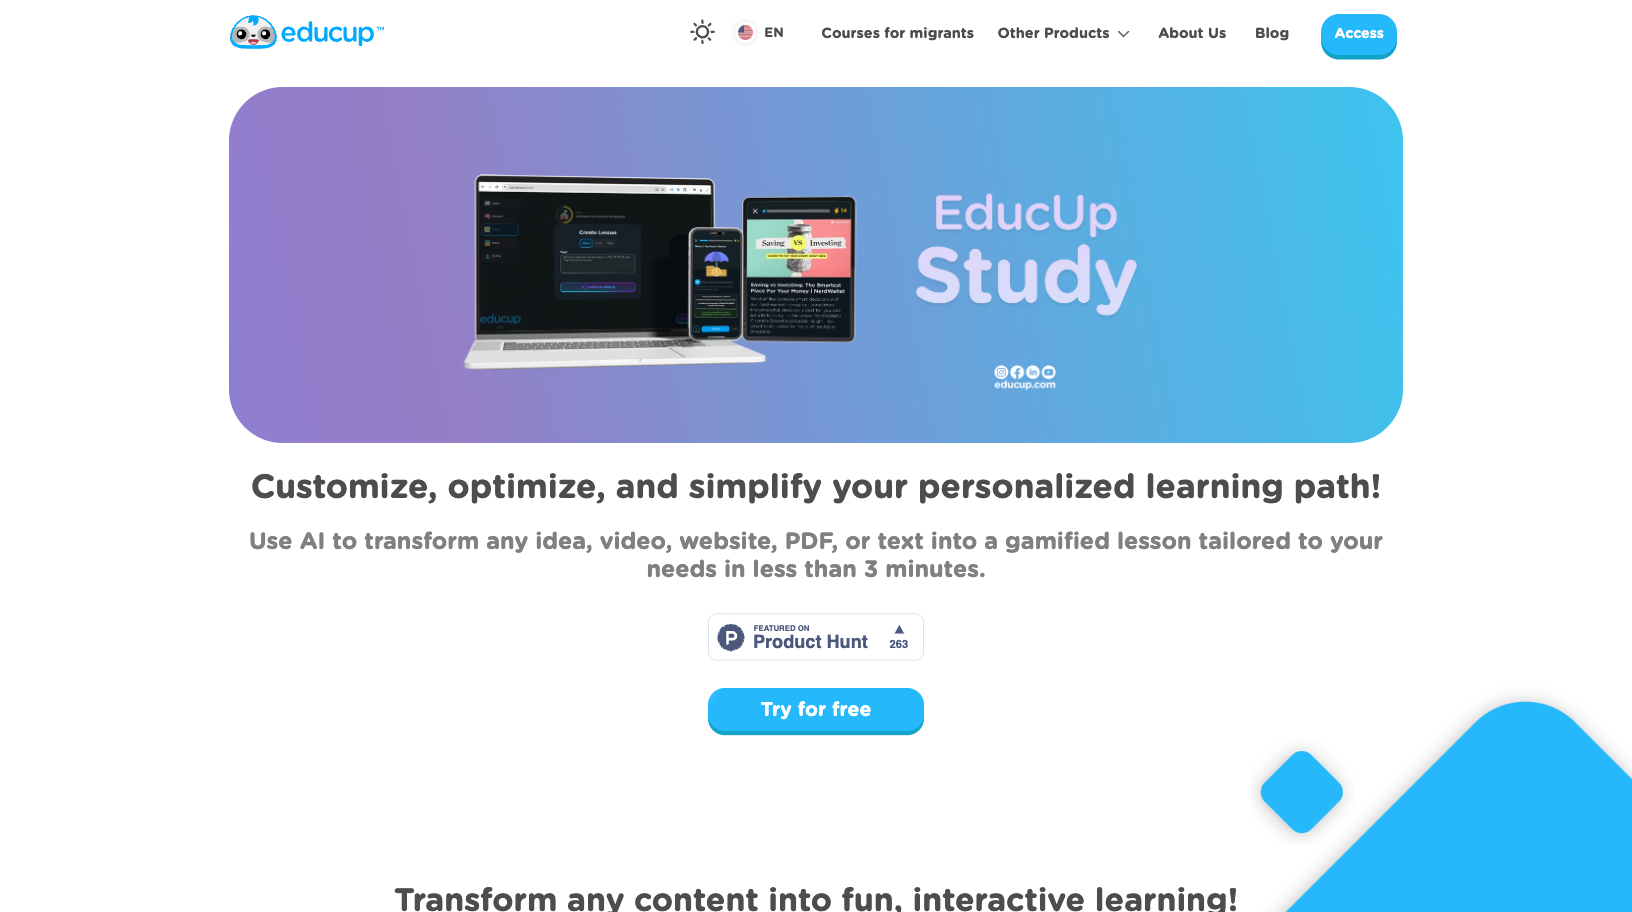 educup™
EN
Courses for migrants
Other Products
About Us
Blog
Access
Create Lesson
educup
14
Saving VS Investing
Saving vs Investing: The Smartest
Place For Your Money | NerdWallet
EducUp
Study
educup.com
Customize, optimize, and simplify your personalized learning path!
Use AI to transform any idea, video, website, PDF, or text into a gamified lesson tailored to your
needs in less than 3 minutes.
P
FEATURED ON
Product Hunt
263
Try for free
Transform any content into fun, interactive learning!